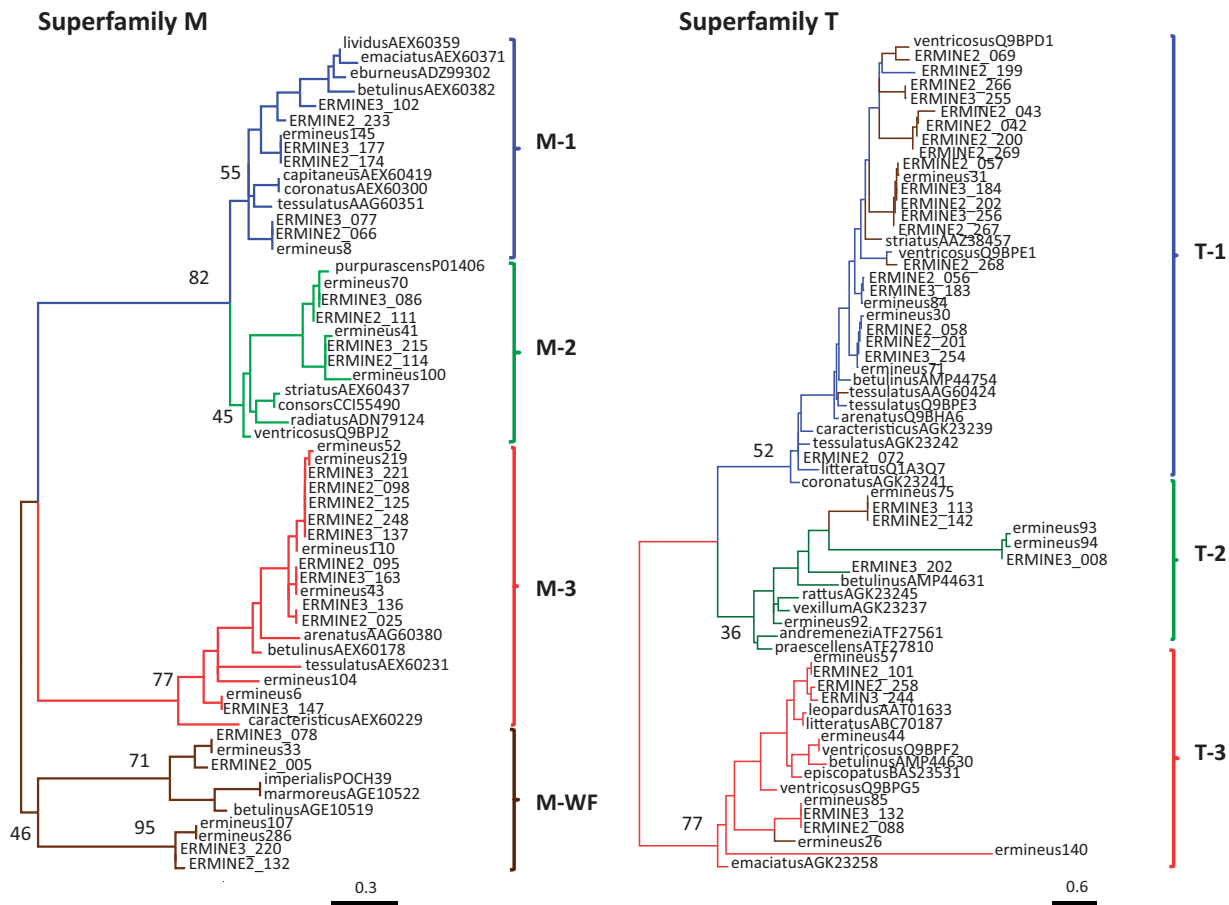 Superfamily M
lividusAEX60359
emaciatusAEX60371
eburneusADZ99302
betulinusAEX60382
ERMINE3_102
ERMINE2_233
ermineus145
ERMINE3_177
ERMINE2_174
capitaneusAEX60419
coronatusAEX60300
tessulatusAAG60351
ERMINE3_077
ERMINE2_066
ermineus8
55
M-1
82
purpurascensP01406
ermineus70
ERMINE3_086
ERMINE2_111
ermineus41
ERMINE3_215
ERMINE2_114
ermineus100
striatusAEX60437
consorsCCI55490
radiatusADN79124
ventricosusQ9BPJ2
45
M-2
ermineus52
ermineus219
ERMINE3_221
ERMINE2_098
ERMINE2_125
ERMINE2_248
ERMINE3_137
ermineus110
ERMINE2_095
ERMINE3_163
ermineus43
ERMINE3_136
ERMINE2_025
arenatusAAG60380
betulinusAEX60178
tessulatusAEX60231
ermineus104
ermineus6
ERMINE3_147
caracteristicusAEX60229
77
M-3
ERMINE3_078
ermineus33
ERMINE2_005
imperialisPOCH39
marmoreusAGE10522
betulinusAGE10519
ermineus107
ermineus286
ERMINE3_220
ERMINE2_132
71
95
46
M-WF
0.3
Superfamily T
ventricosusQ9BPD1
ERMINE2_069
ERMINE2_199
ERMINE2_266
ERMINE3_255
ERMINE2_043
ERMINE2_042
ERMINE2_200
ERMINE2_269
ERMINE2_057
ermineus31
ERMINE3_184
ERMINE2_202
ERMINE3_256
ERMINE2_267
striatusAAZ38457
ventricosusQ9BPE1
ERMINE2_268
ERMINE2_056
ERMINE3_183
ermineus84
ermineus30
ERMINE2_058
ERMINE2_201
ERMINE3_254
ermineus71
betulinusAMP44754
tessulatusAAG60424
tessulatusQ9BPE3
arenatusQ9BHA6
caracteristicusAGK23239
tessulatusAGK23242
ERMINE2_072
litteratusQ1A3Q7
coronatusAGK23241
52
T-1
ermineus75
ERMINE3_113
ERMINE2_142
ermineus93
ermineus94
ERMINE3_008
ERMINE3_202
betulinusAMP44631
rattusAGK23245
vexillumAGK23237
ermineus92
andremeneziATF27561
praescellensATF27810
36
T-2
ermineus57
ERMINE2_101
ERMINE2_258
ERMIN3_244
leopardusAAT01633
litteratusABC70187
ermineus44
ventricosusQ9BPF2
betulinusAMP44630
episcopatusBAS23531
ventricosusQ9BPG5
ermineus85
ERMINE3_132
ERMINE2_088
ermineus26
ermineus140
emaciatusAGK23258
77
T-3
0.6